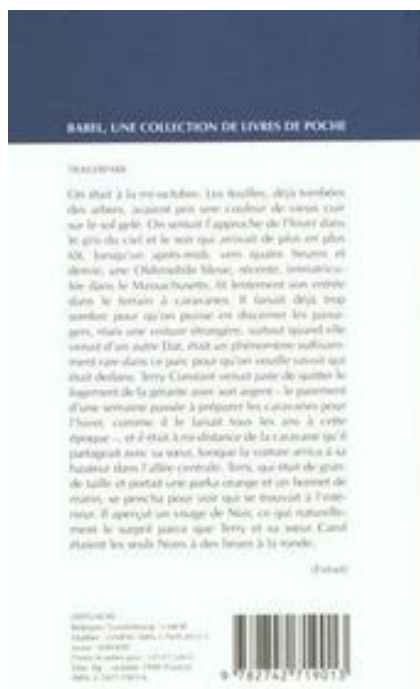 BABEL, UNE COLLECTION DE LIVRES DE POCHE
TRAILERPARK
On était à la mi-octobre. Les feuilles, déjà tombées
des arbres, avaient pris une couleur de vieux cuir
sur le sol gelé. On sentait l'approche de l'hiver dans
le gris du ciel et le soir qui arrivait de plus en plus
tôt, lorsqu'un après-midi, vers quatre heures et
demie, une Oldsmobile bleue, récente, immatricu-
lée dans le Massachusetts, fit lentement son entrée
dans le terrain à caravanes. Il faisait déjà trop
sombre pour qu'on puisse en discerner les passa-
gers, mais une voiture étrangère, surtout quand elle
venait d'un autre Etat, était un phénomène suffisam-
ment rare dans ce parc pour qu'on veuille savoir qui
était dedans. Terry Constant venait juste de quitter le
logement de la gérante avec son argent – le paiement
d'une semaine passée à préparer les caravanes pour
l'hiver, comme il le faisait tous les ans à cette
époque –, et il était à mi-distance de la caravane qu'il
partageait avec sa sœur, lorsque la voiture arriva à sa
hauteur dans l'allée centrale. Terry, qui était de gran-
de taille et portait une parka orange et un bonnet de
marin, se pencha pour voir qui se trouvait à l'inté-
rieur. Il aperçut un visage de Noir, ce qui naturelle-
ment le surprit parce que Terry et sa sœur Carol
étaient les seuls Noirs à des lieues à la ronde.
(Extrait)
9 782742 719013